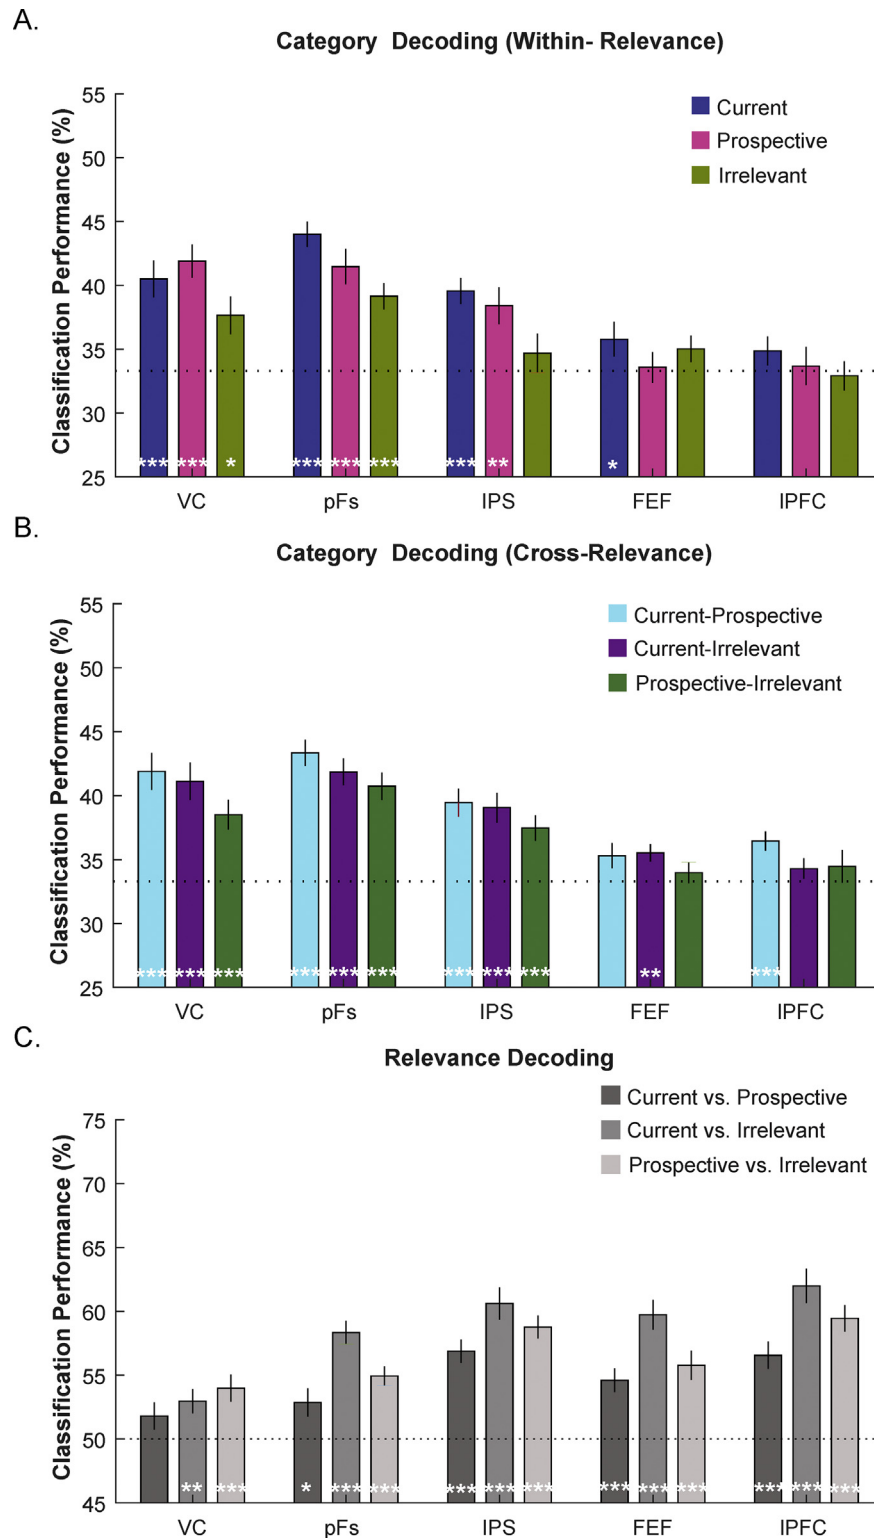 A.
Category Decoding (Within- Relevance)
Classification Performance (%)
55
50
45
40
35
30
25
Current
Prospective
Irrelevant
*** *** * *** *** *** *** ** *
VC pFs IPS FEF lPFC
B.
Category Decoding (Cross-Relevance)
Classification Performance (%)
55
50
45
40
35
30
25
Current-Prospective
Current-Irrelevant
Prospective-Irrelevant
*** *** *** *** *** *** *** *** *** ** ***
VC pFs IPS FEF lPFC
C.
Relevance Decoding
Classification Performance (%)
75
70
65
60
55
50
45
Current vs. Prospective
Current vs. Irrelevant
Prospective vs. Irrelevant
** *** * *** *** *** *** *** *** *** *** *** *** ***
VC pFs IPS FEF lPFC